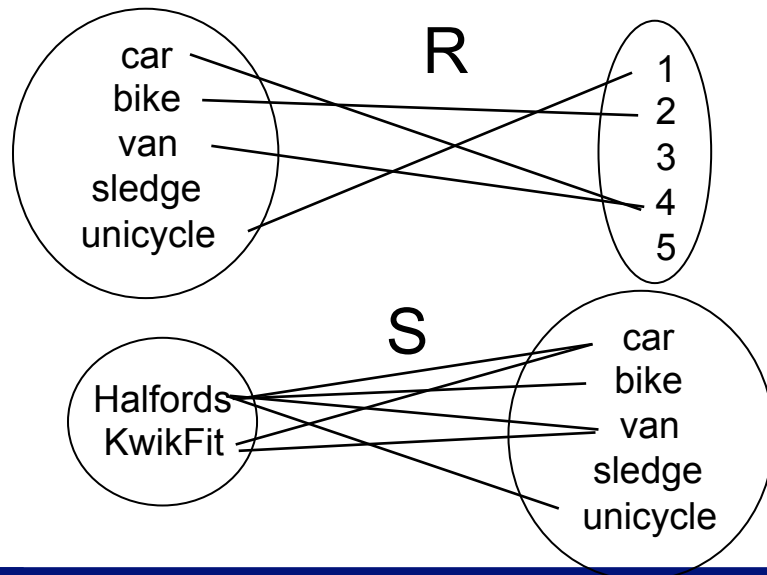 R
car
bike
van
sledge
unicycle
1
2
3
4
5
S
Halfords
KwikFit
car
bike
van
sledge
unicycle